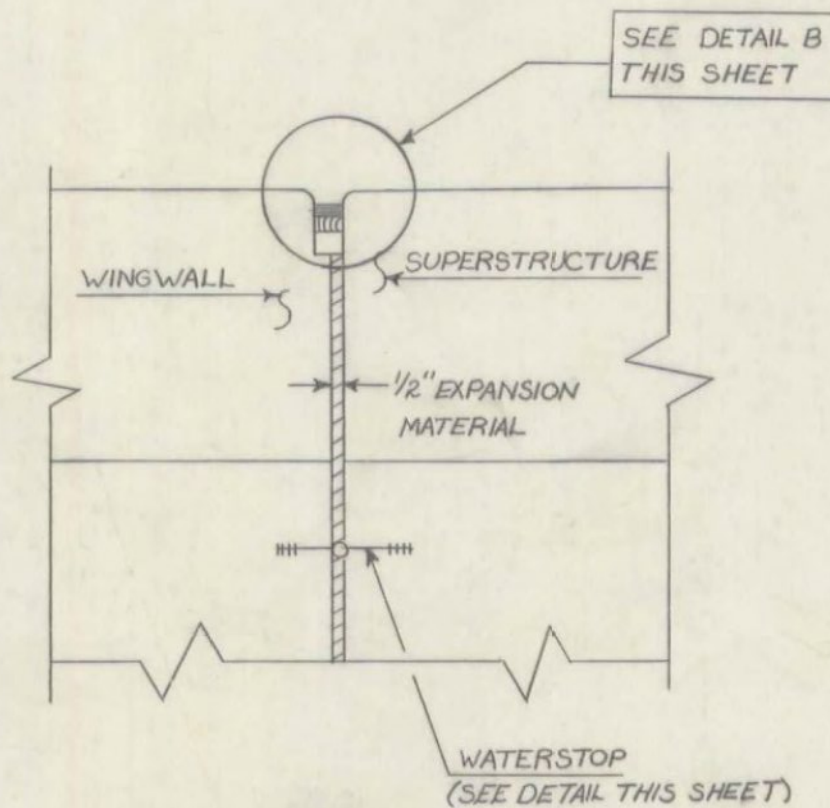 SEE DETAIL B
THIS SHEET
SUPERSTRUCTURE
WINGWALL
1/2" EXPANSION
MATERIAL
WATERSTOP
(SEE DETAIL THIS SHEET)